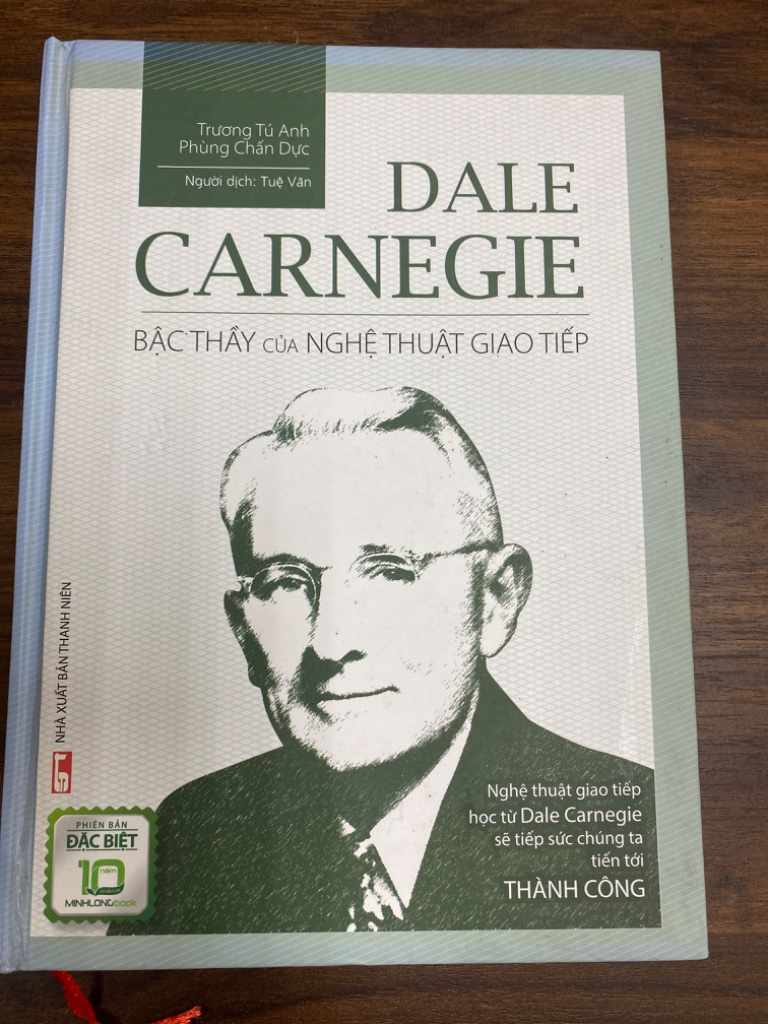 Trương Tú Anh
Phùng Chấn Dực
Người dịch: Tuệ Văn
DALE
CARNEGIE
BẬC THẦY CỦA NGHỆ THUẬT GIAO TIẾP
NHÀ XUẤT BẢN THANH NIÊN
PHIÊN BẢN
ĐẶC BIỆT
10
năm
MINHLONGbook
Nghệ thuật giao tiếp
học từ Dale Carnegie
sẽ tiếp sức chúng ta
tiến tới
THÀNH CÔNG